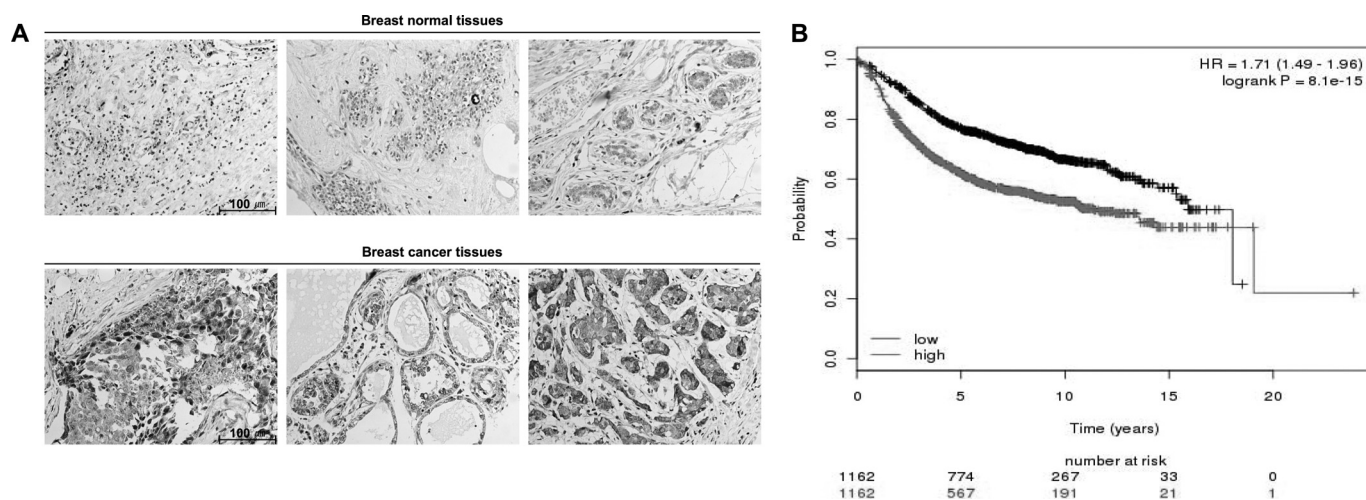 A
Breast normal tissues
100 ㎛
Breast cancer tissues
100 ㎛
B
HR = 1.71 (1.49 - 1.96)
logrank P = 8.1e-15
Probability
1.0
0.8
0.6
0.4
0.2
0.0
low
high
0 5 10 15 20
Time (years)
number at risk
1162 774 267 33 0
1162 567 191 21 1